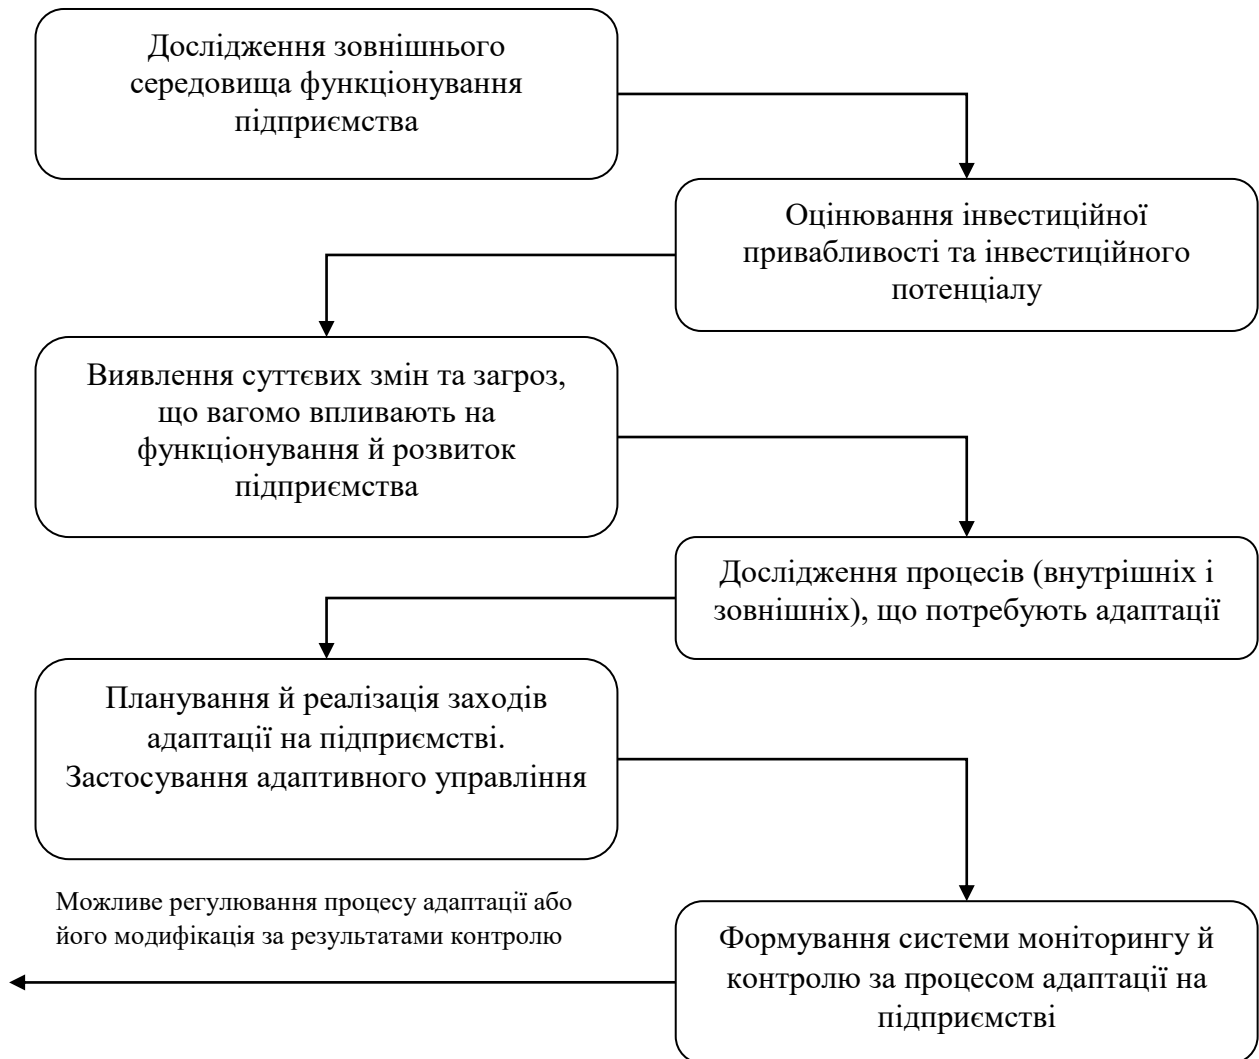 Дослідження зовнішнього
середовища функціонування
підприємства
Оцінювання інвестиційної
привабливості та інвестиційного
потенціалу
Виявлення суттєвих змін та загроз,
що вагомо впливають на
функціонування й розвиток
підприємства
Дослідження процесів (внутрішніх і
зовнішніх), що потребують адаптації
Планування й реалізація заходів
адаптації на підприємстві.
Застосування адаптивного управління
Можливе регулювання процесу адаптації або
його модифікація за результатами контролю
Формування системи моніторингу й
контролю за процесом адаптації на
підприємстві